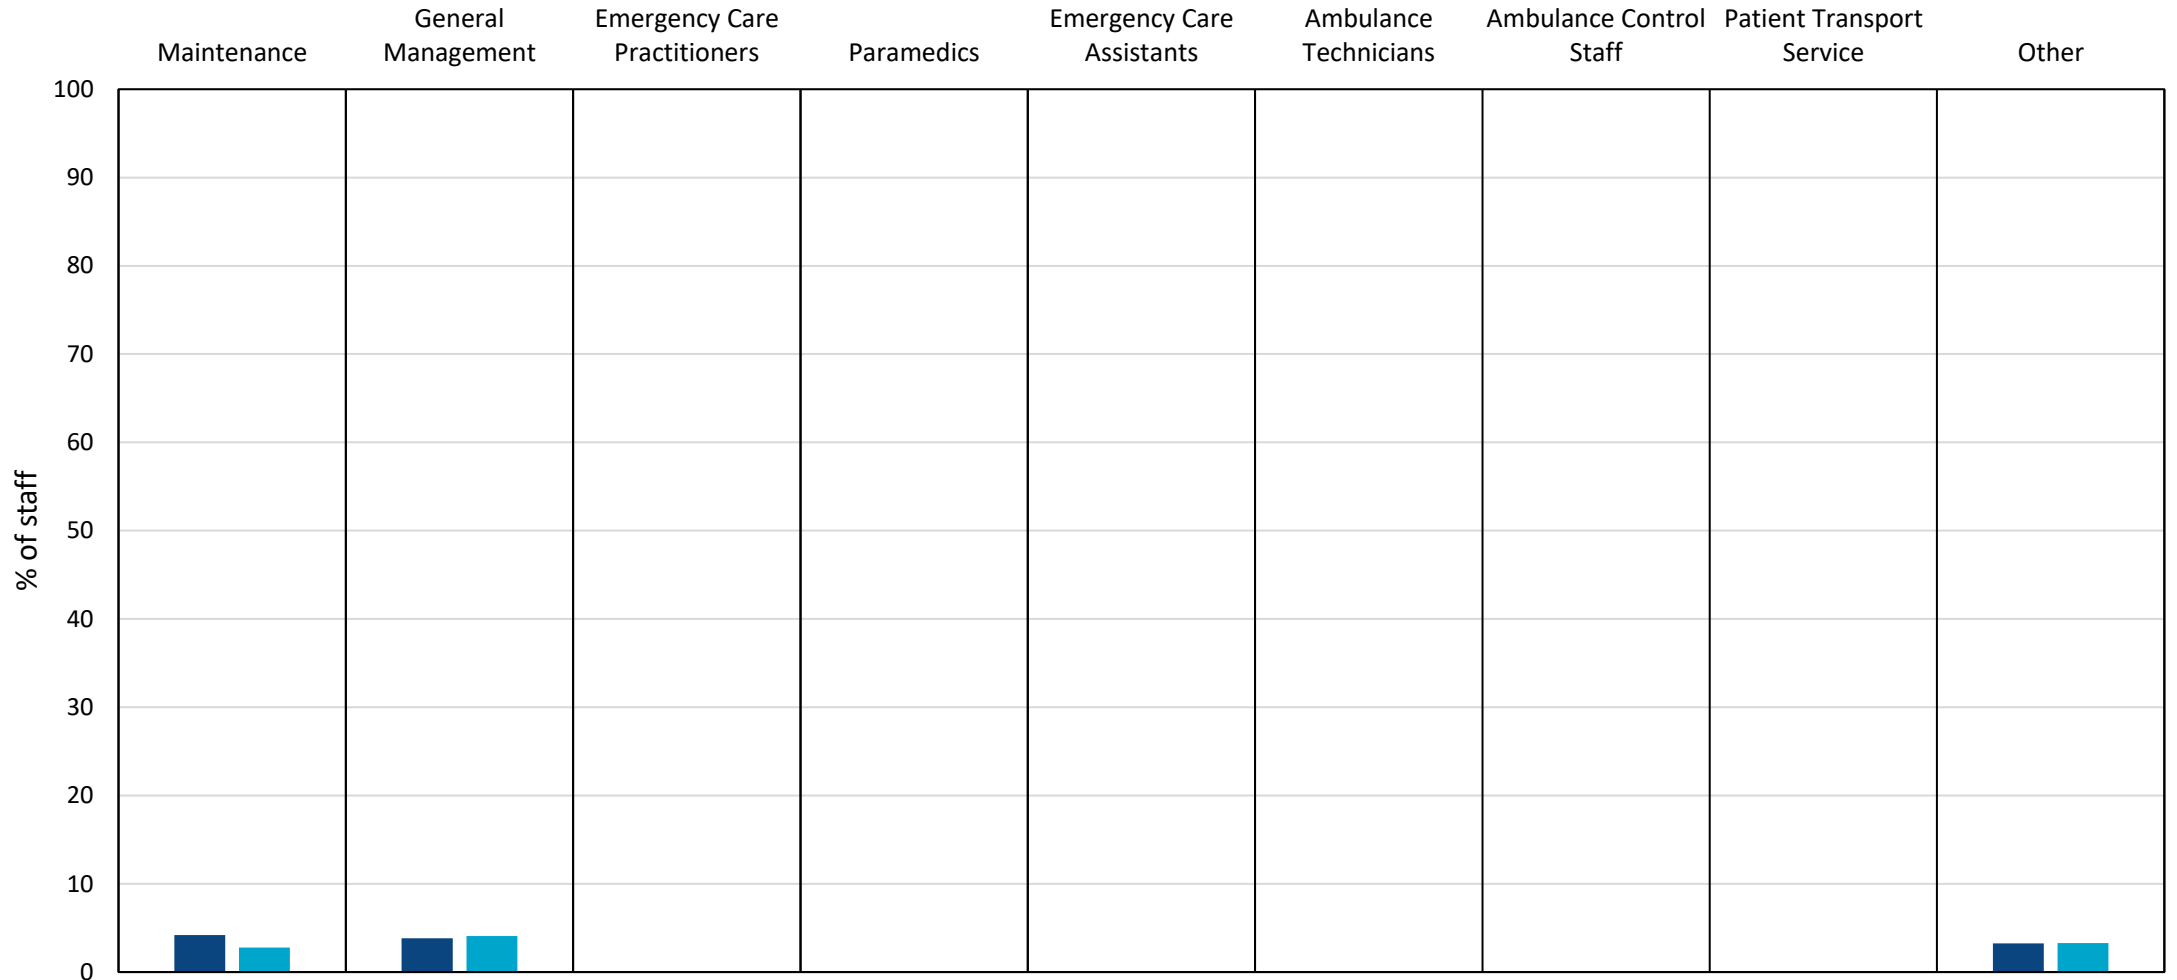 Maintenance
General
Management
Emergency Care
Practitioners
Paramedics
Emergency Care
Assistants
Ambulance
Technicians
Ambulance Control
Staff
Patient Transport
Service
Other
% of staff
100
90
80
70
60
50
40
30
20
10
0